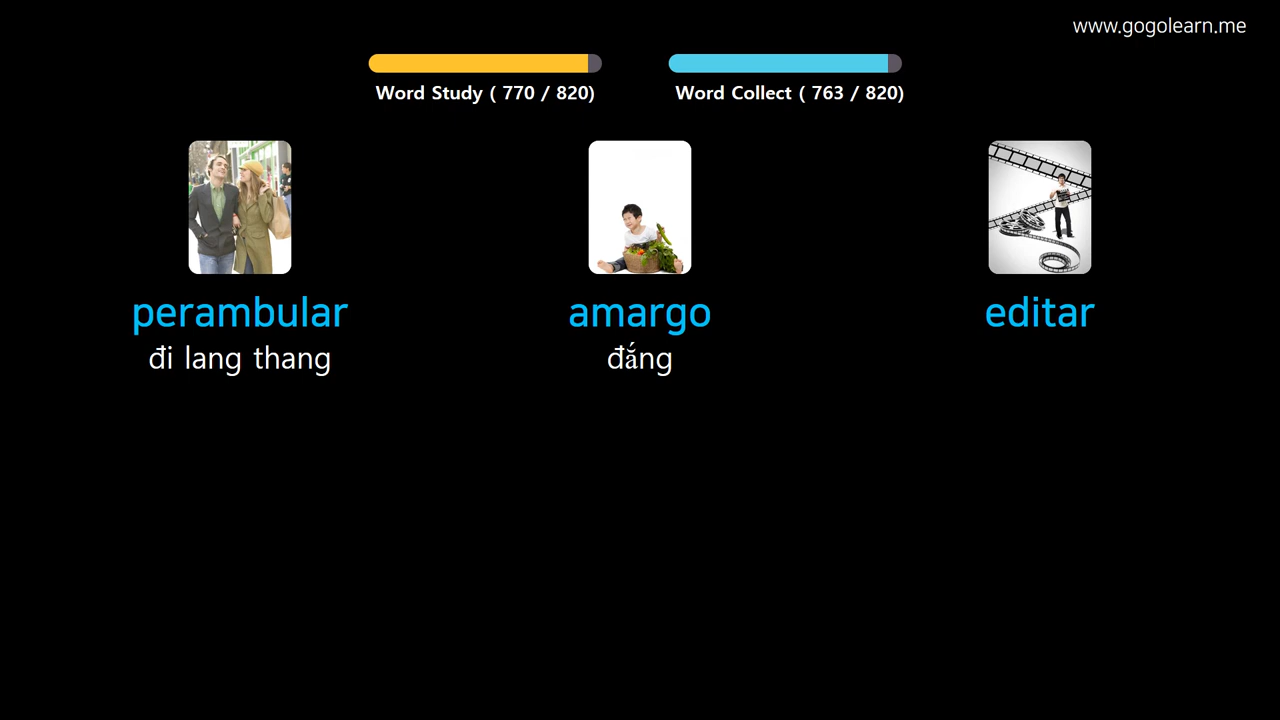 www.gogolearn.me
Word Study ( 770 / 820)
Word Collect ( 763 / 820)
perambular
đi lang thang
amargo
đắng
editar